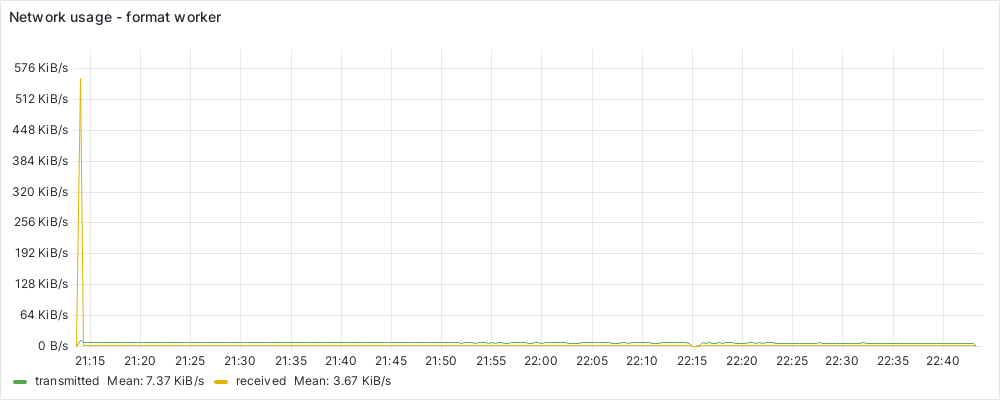 Network usage - format worker
576 KiB/s
512 KiB/s
448 KiB/s
384 KiB/s
320 KiB/s
256 KiB/s
192 KiB/s
128 KiB/s
64 KiB/s
0 B/s
21:15 21:20 21:25 21:30 21:35 21:40 21:45 21:50 21:55 22:00 22:05 22:10 22:15 22:20 22:25 22:30 22:35 22:40
transmitted Mean: 7.37 KiB/s received Mean: 3.67 KiB/s